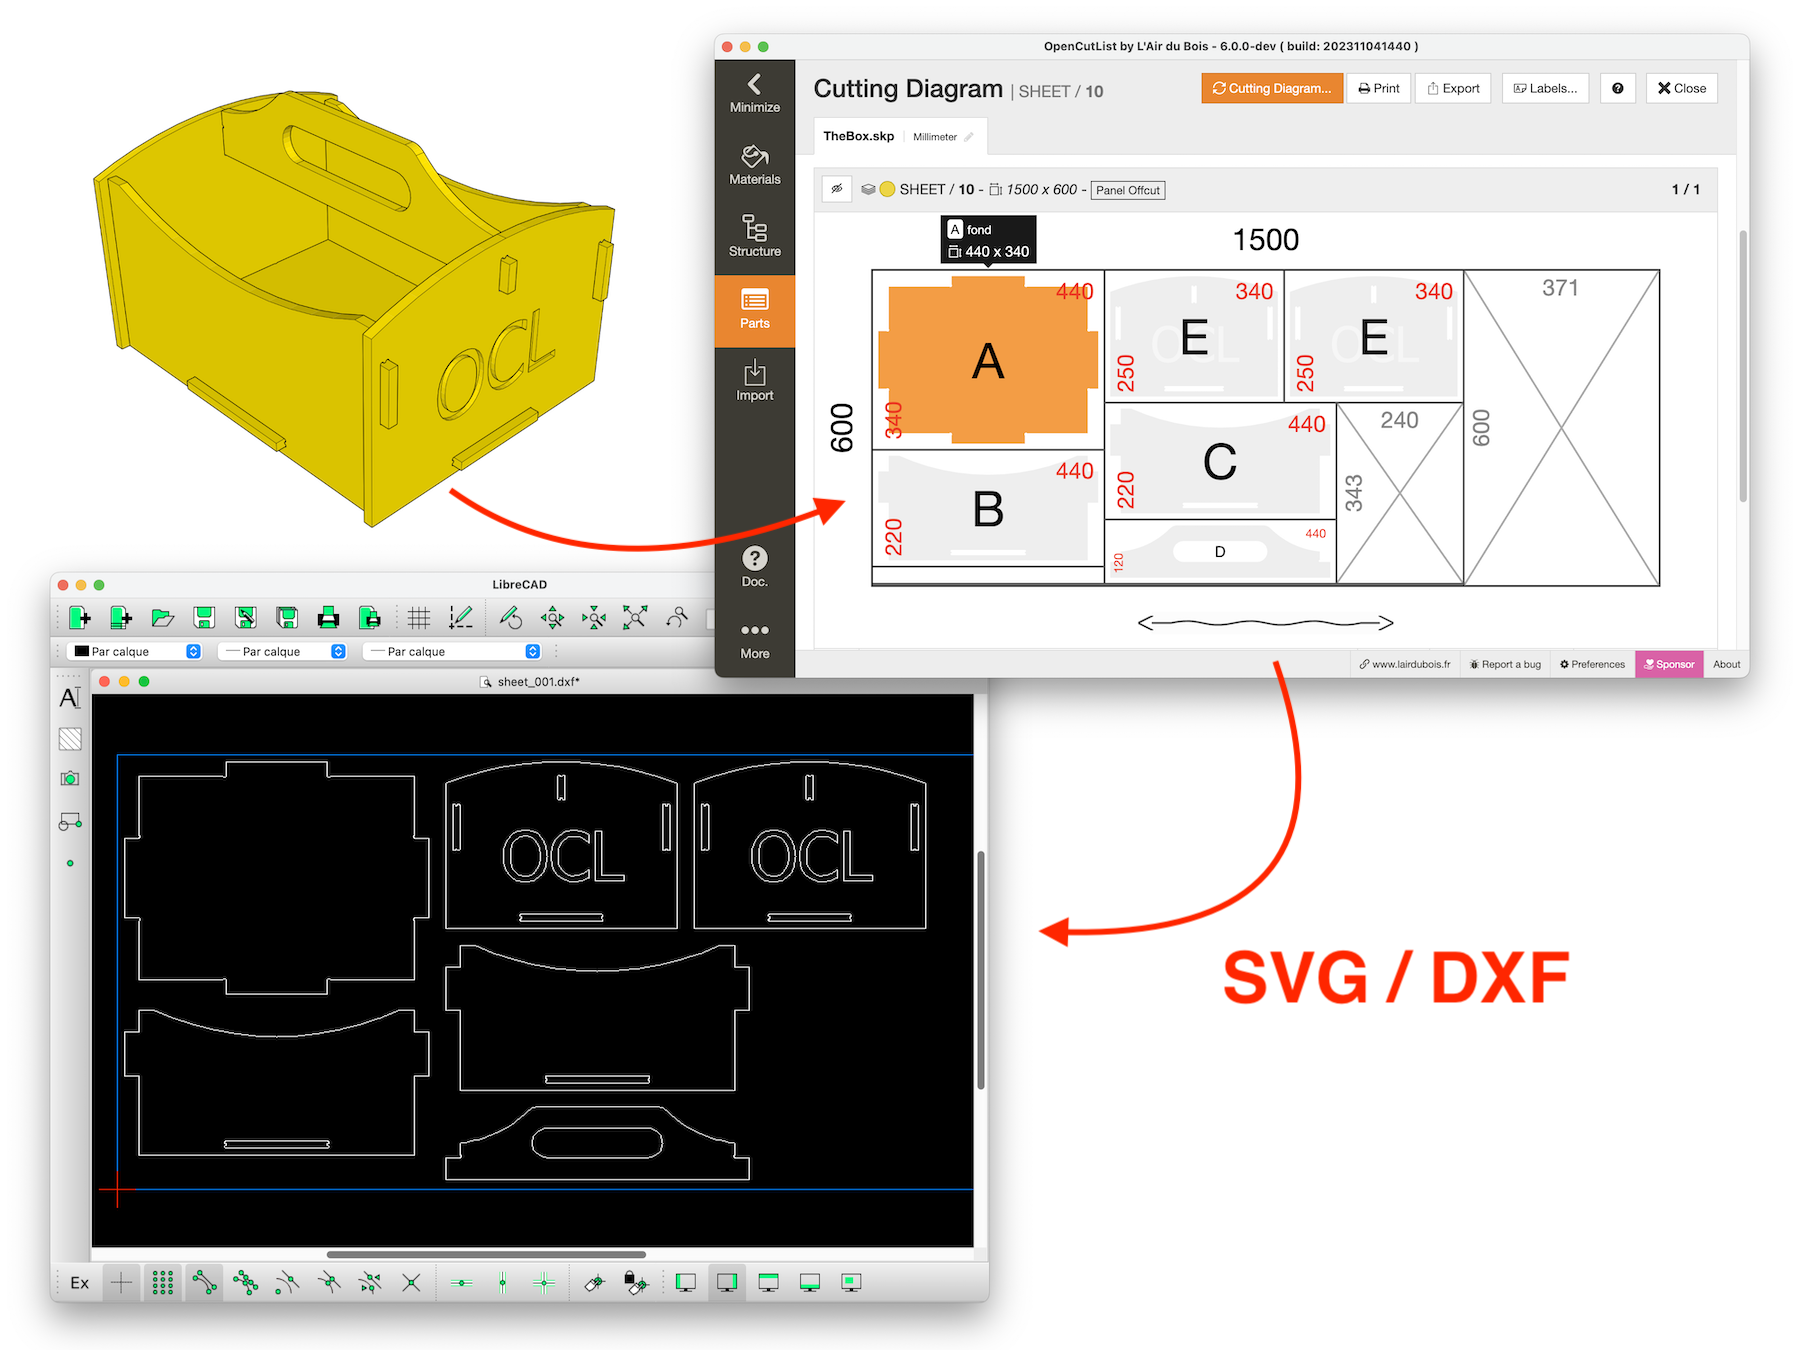 OpenCutList by L'Air du Bois - 6.0.0-dev ( build: 202311041440 )
Minimize
Materials
Structure
Parts
Import
Doc.
More
Cutting Diagram | SHEET / 10
Cutting Diagram...
Print
Export
Labels...
?
Close
TheBox.skp
Millimeter
SHEET / 10 - 1500 x 600 - Panel Offcut
1 / 1
A fond
440 x 340
1500
600
A
440
340
E
340
250
OCL
E
340
250
OCL
371
600
B
440
220
C
440
220
240
343
D
440
120
www.lairdubois.fr
Report a bug
Preferences
Sponsor
About
OCL
LibreCAD
Par calque
Par calque
Par calque
A
sheet_001.dxf*
OCL
OCL
Ex
SVG / DXF